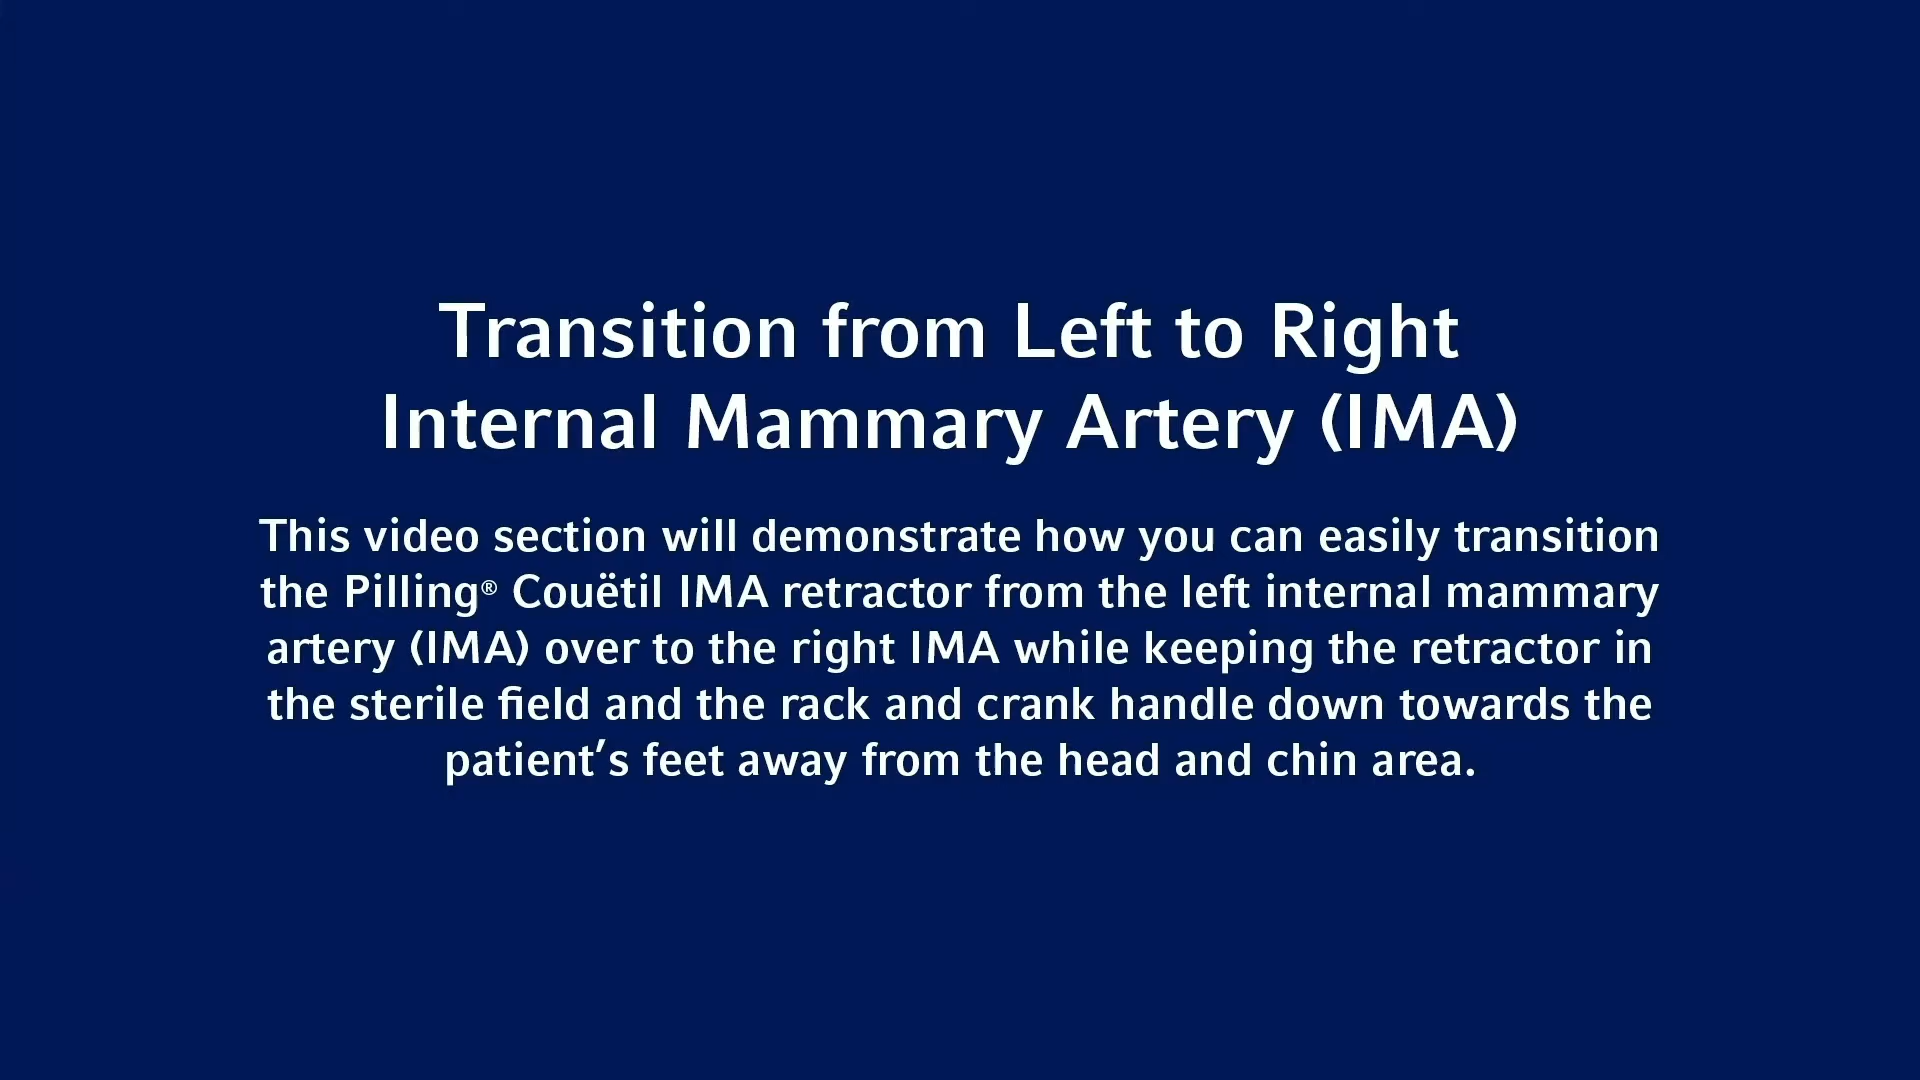 Transition from Left to Right
Internal Mammary Artery (IMA)
This video section will demonstrate how you can easily transition
the Pilling® Couëtil IMA retractor from the left internal mammary
artery (IMA) over to the right IMA while keeping the retractor in
the sterile field and the rack and crank handle down towards the
patient’s feet away from the head and chin area.